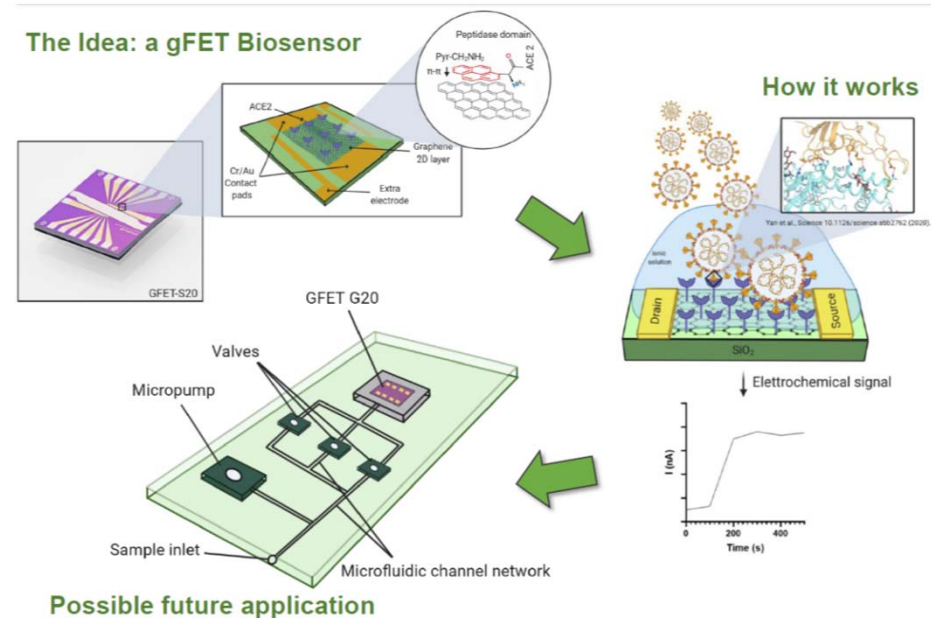 The Idea: a gFET Biosensor
Peptidase domain
Pyr-CH₂NH₂
π-π
ACE 2
NH
O
ACE2
Graphene
2D layer
Cr/Au
Contact
pads
Extra
electrode
GFET-S20
How it works
Yan et al., Science 10.1126/science.abb2762 (2020).
Ionic
solution
Drain
Source
SiO₂
Elettrochemical signal
I (nA)
0 200 400
Time (s)
GFET G20
Valves
Micropump
Sample inlet
Microfluidic channel network
Possible future application